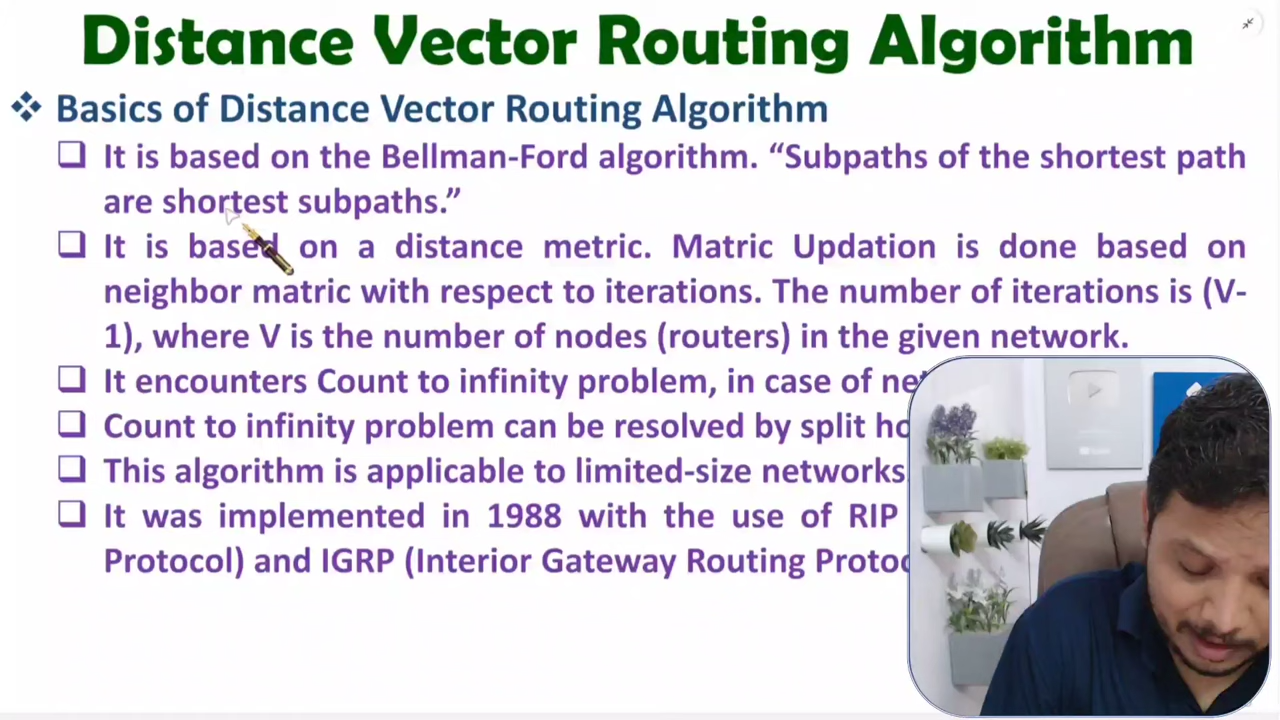 Distance Vector Routing Algorithm
Basics of Distance Vector Routing Algorithm
It is based on the Bellman-Ford algorithm. “Subpaths of the shortest path
are shortest subpaths.”
It is based on a distance metric. Matric Updation is done based on
neighbor matric with respect to iterations. The number of iterations is (V-
1), where V is the number of nodes (routers) in the given network.
It encounters Count to infinity problem, in case of
Count to infinity problem can be resolved by split
This algorithm is applicable to limited-size networks.
It was implemented in 1988 with the use of RIP
Protocol) and IGRP (Interior Gateway Routing